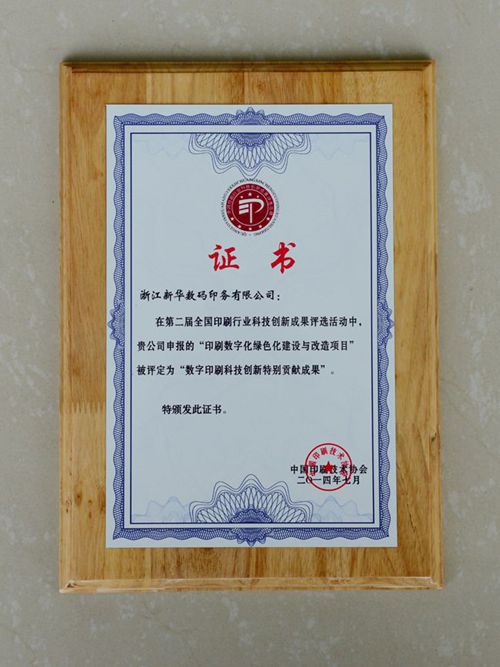 印
证书
浙江新华数码印务有限公司：
在第二届全国印刷行业科技创新成果评选活动中，
贵公司申报的“印刷数字化绿色化建设与改造项目”
被评定为“数字印刷科技创新特别贡献成果”。
特颁发此证书。
中国印刷技术协会
二〇一四年七月